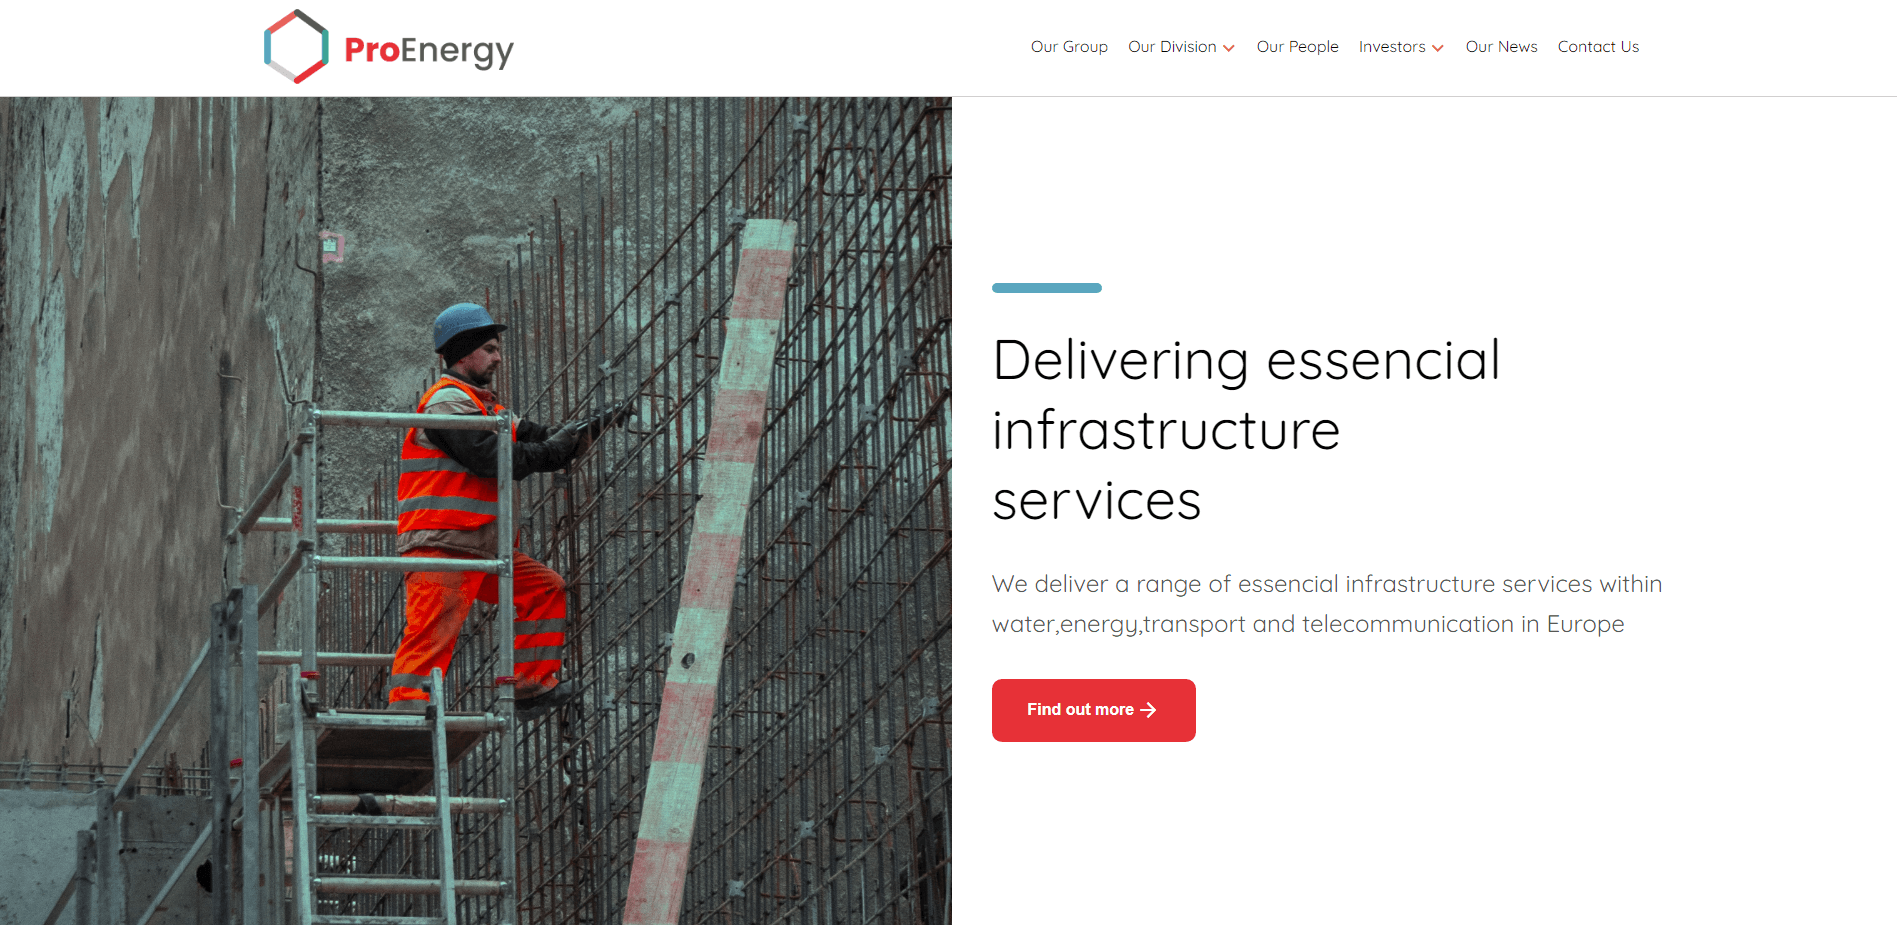 ProEnergy
Our Group Our Division Our People Investors Our News Contact Us
Delivering essencial
infrastructure
services
We deliver a range of essencial infrastructure services within
water,energy,transport and telecommunication in Europe
Find out more